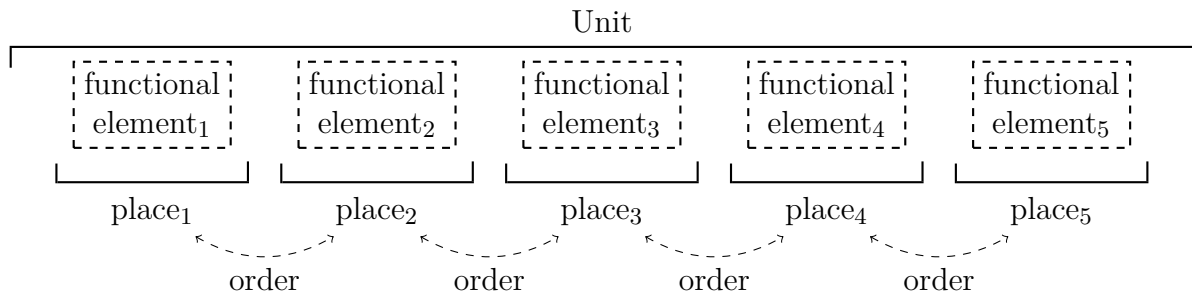 Unit
functional functional functional functional functional
element₁ element₂ element₃ element₄ element₅
place₁ place₂ place₃ place₄ place₅
order order order order